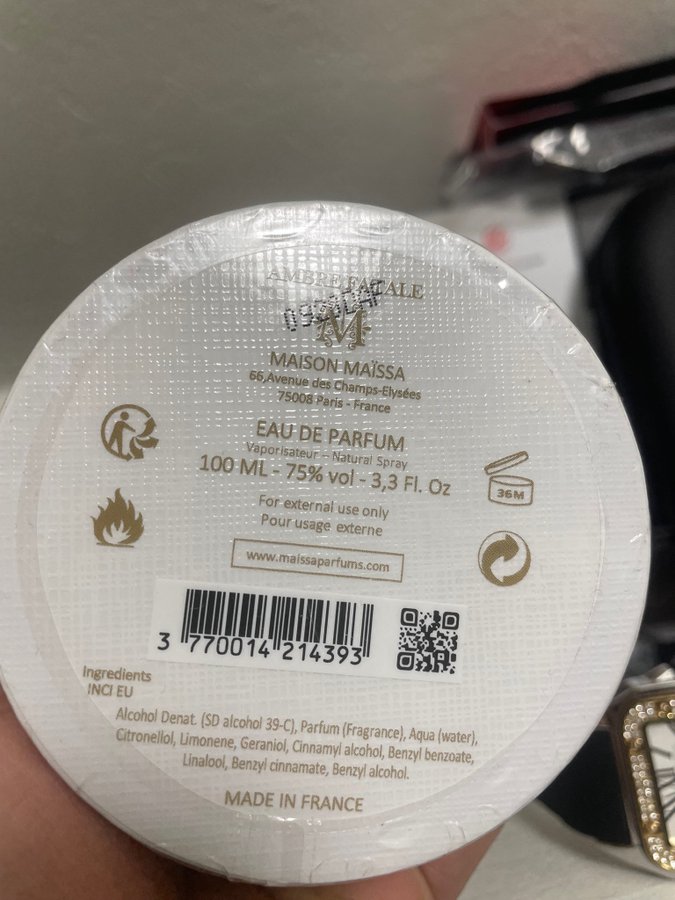 AMBRE FATALE
M
MAISON MAÏSSA
66,Avenue des Champs-Elysées
75008 Paris - France
EAU DE PARFUM
Vaporisateur - Natural Spray
100 ML - 75% vol - 3,3 Fl. Oz
36M
For external use only
Pour usage externe
www.maissaparfums.com
3 770014 214393
Ingredients
INCI EU
Alcohol Denat. (SD alcohol 39-C), Parfum (Fragrance), Aqua (water),
Citronellol, Limonene, Geraniol, Cinnamyl alcohol, Benzyl benzoate,
Linalool, Benzyl cinnamate, Benzyl alcohol.
MADE IN FRANCE